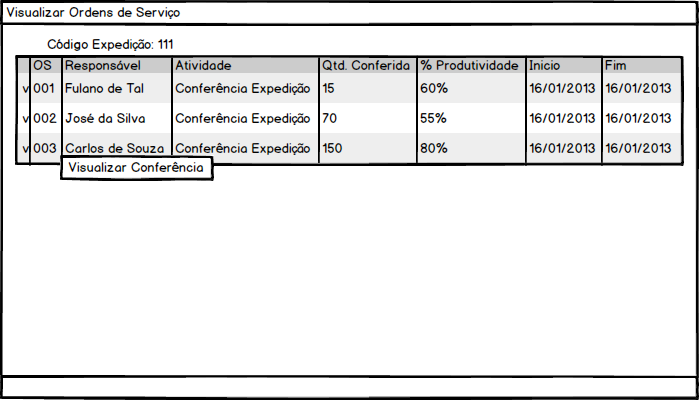 Visualizar Ordens de Serviço
Código Expedição: 111
OS Responsável Atividade Qtd. Conferida % Produtividade Inicio Fim
v 001 Fulano de Tal Conferência Expedição 15 60% 16/01/2013 16/01/2013
v 002 José da Silva Conferência Expedição 70 55% 16/01/2013 16/01/2013
v 003 Carlos de Souza Conferência Expedição 150 80% 16/01/2013 16/01/2013
Visualizar Conferência